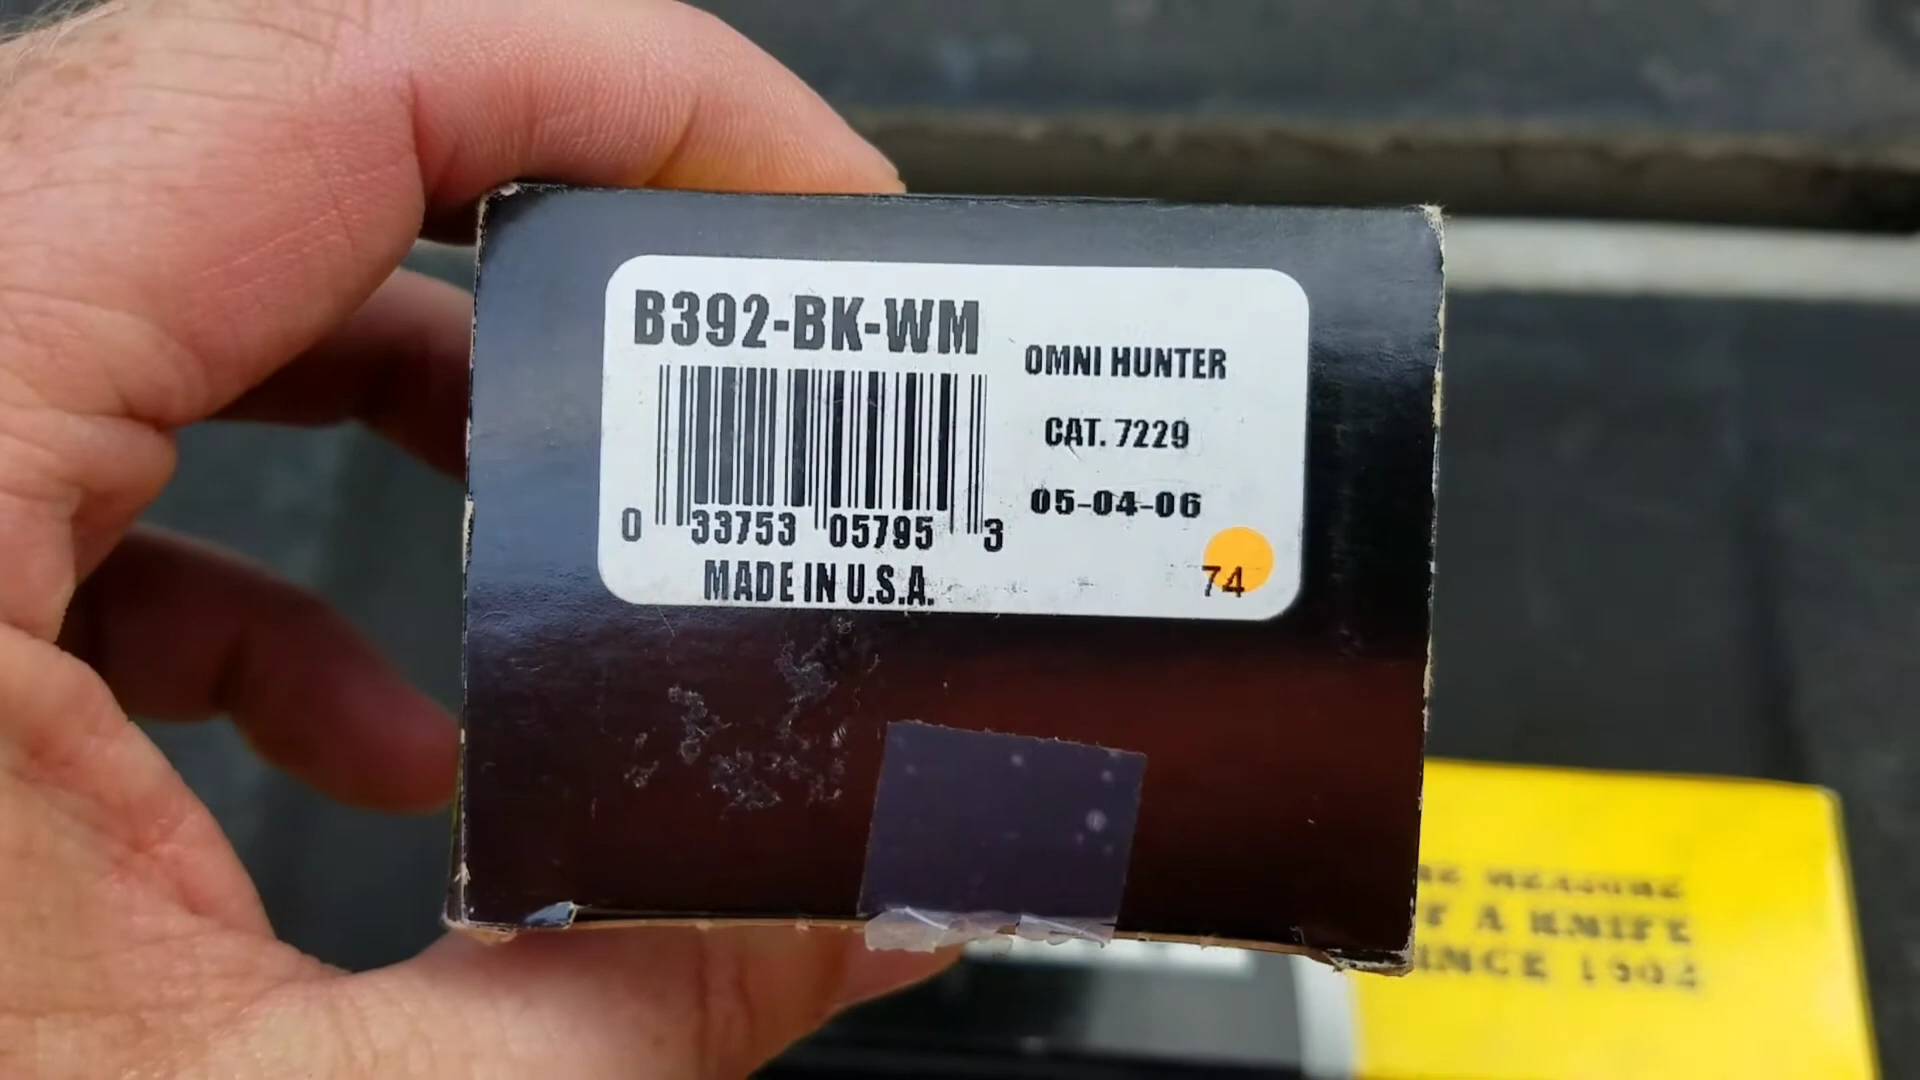 B392-BK-WM
OMNI HUNTER
CAT. 7229
05-04-06
0 33753 05795 3
MADE IN U.S.A.
74
MEASURE
A KNIFE
1902